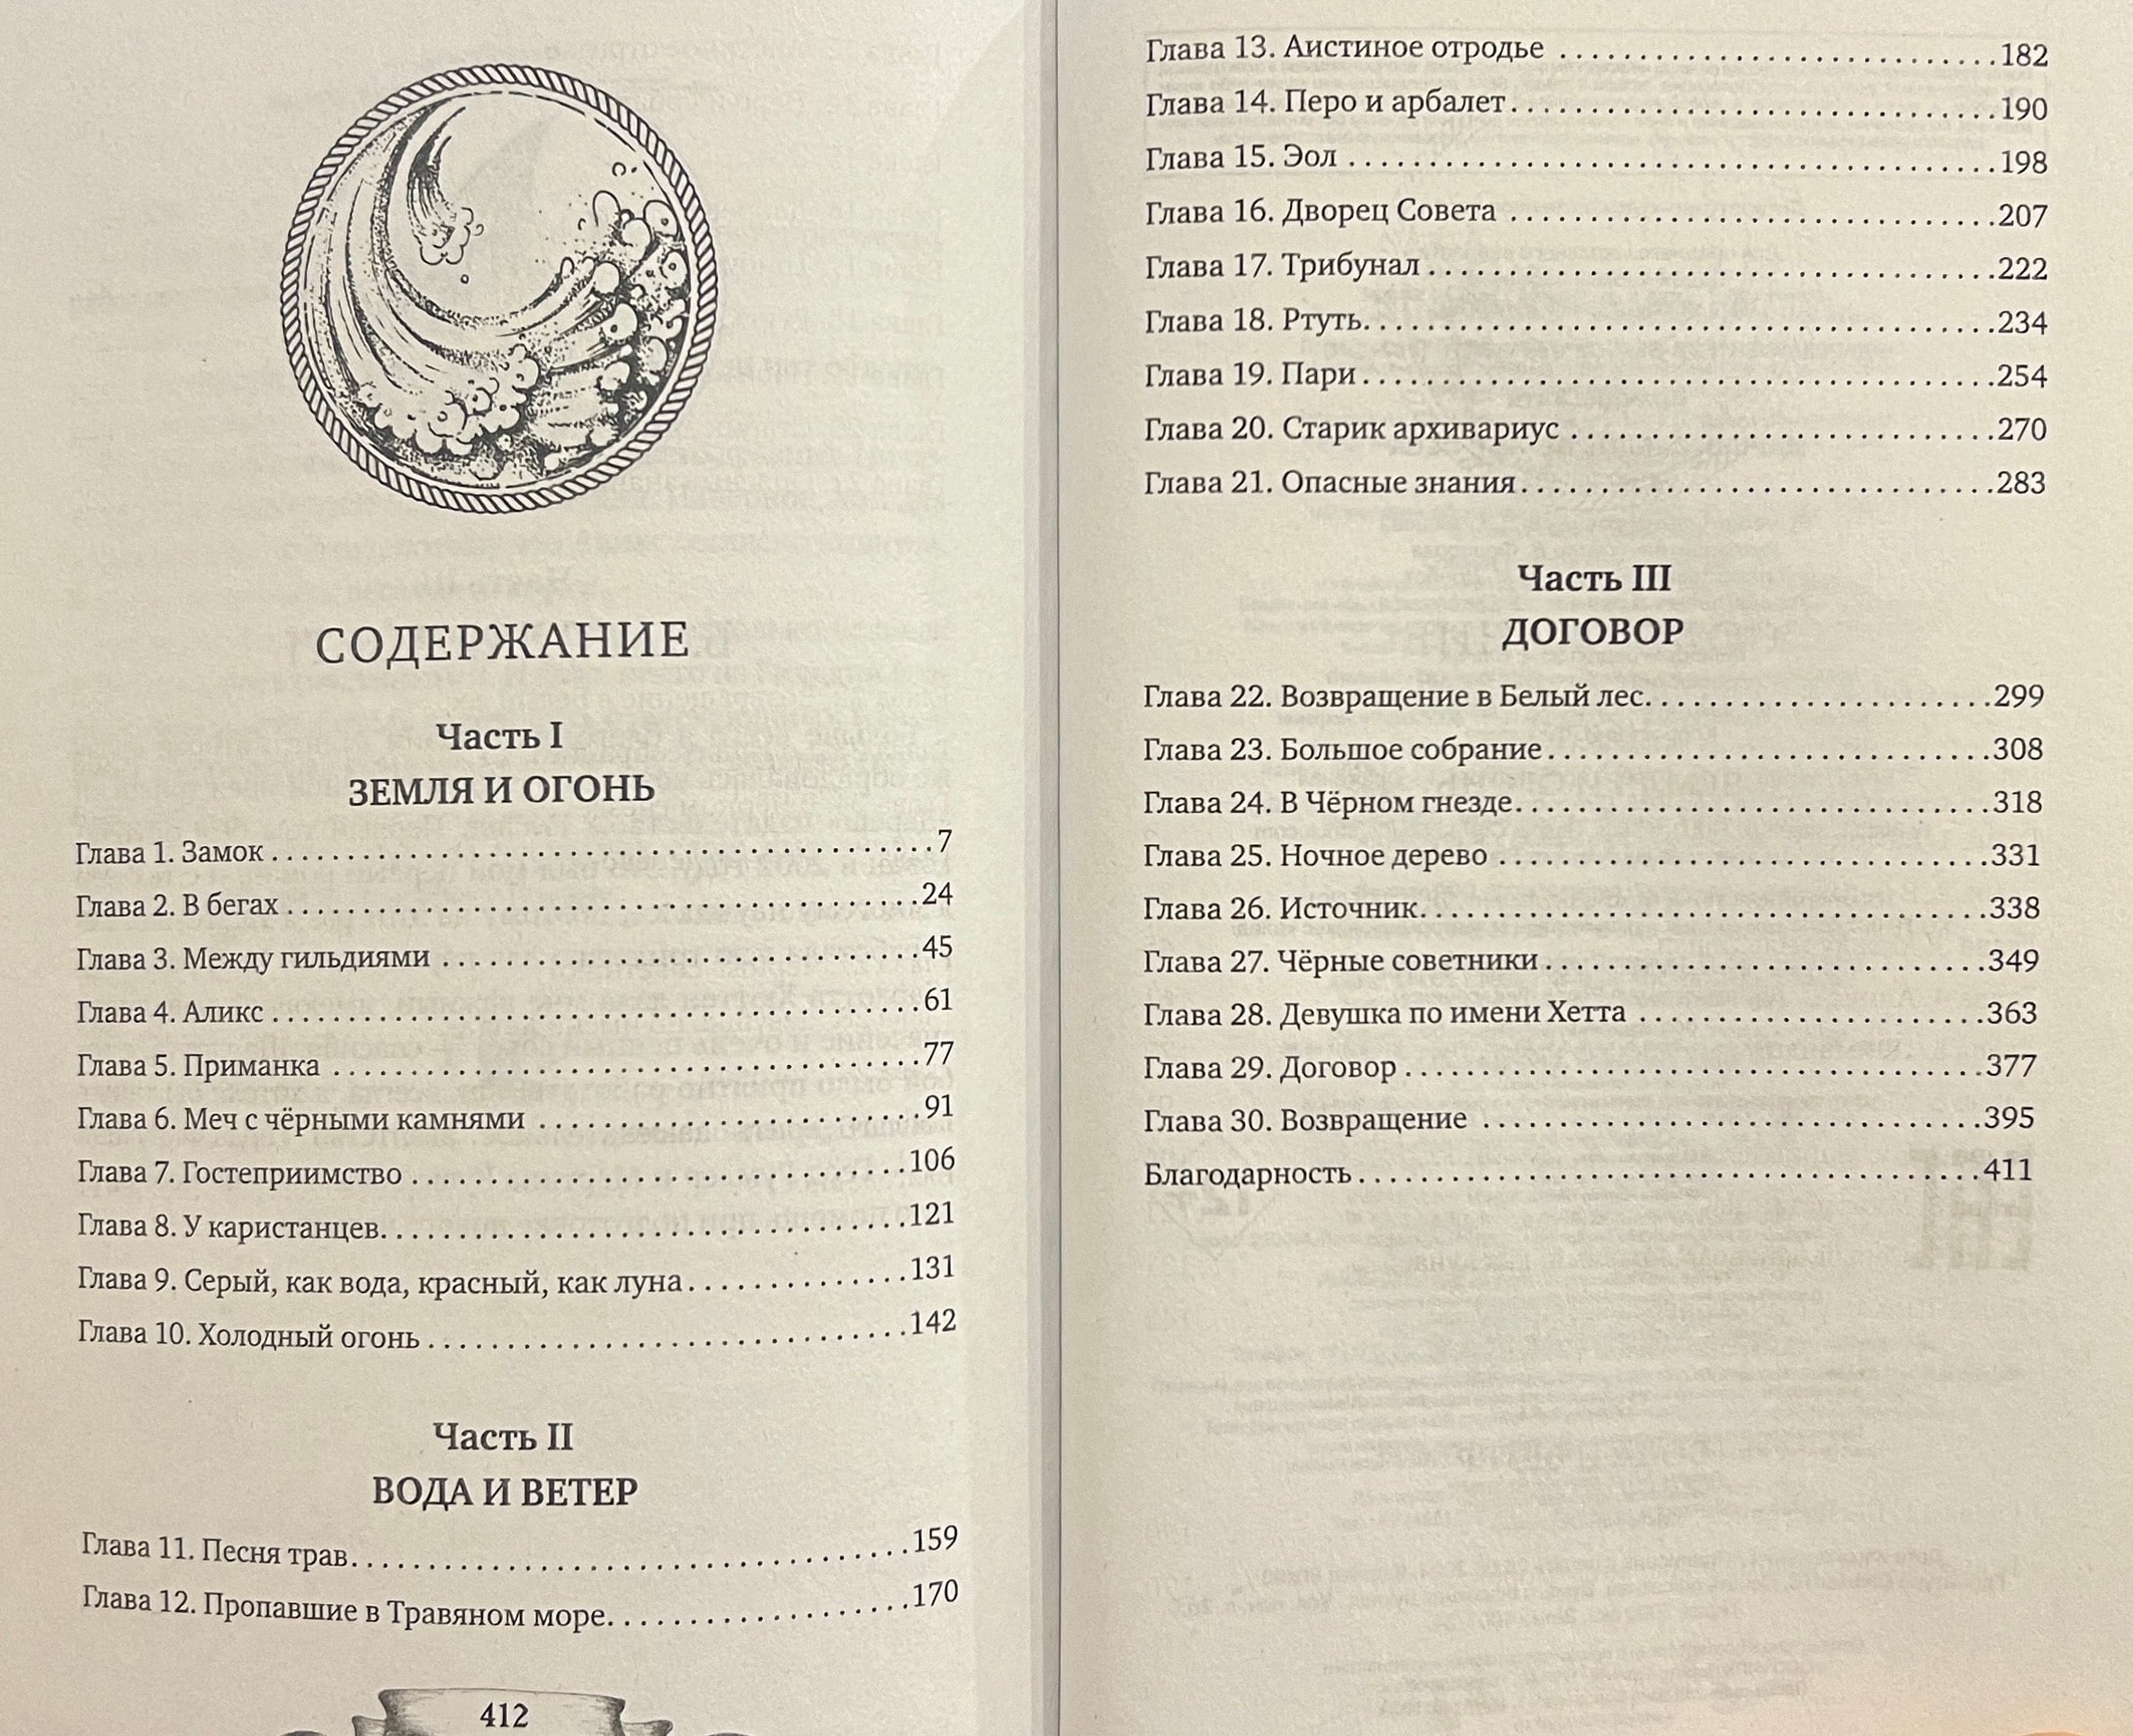 СОДЕРЖАНИЕ
Часть I
ЗЕМЛЯ И ОГОНЬ
Глава 1. Замок . . . . . . . . . . . . . . . . . . . . 7
Глава 2. В бегах . . . . . . . . . . . . . . . . . . . . 24
Глава 3. Между гильдиями . . . . . . . . . . . . . . . . . . . . 45
Глава 4. Аликс . . . . . . . . . . . . . . . . . . . . 61
Глава 5. Приманка . . . . . . . . . . . . . . . . . . . . 77
Глава 6. Меч с чёрными камнями . . . . . . . . . . . . . . . . . . . . 91
Глава 7. Гостеприимство . . . . . . . . . . . . . . . . . . . . 106
Глава 8. У каристанцев. . . . . . . . . . . . . . . . . . . . 121
Глава 9. Серый, как вода, красный, как луна. . . . . . . . . . . 131
Глава 10. Холодный огонь . . . . . . . . . . . . . . . . . . . . 142
Часть II
ВОДА И ВЕТЕР
Глава 11. Песня трав. . . . . . . . . . . . . . . . . . . . 159
Глава 12. Пропавшие в Травяном море. . . . . . . . . . . . . . 170
412
Глава 13. Аистиное отродье . . . . . . . . . . . . . . . . . . . . 182
Глава 14. Перо и арбалет. . . . . . . . . . . . . . . . . . . . 190
Глава 15. Эол . . . . . . . . . . . . . . . . . . . . 198
Глава 16. Дворец Совета . . . . . . . . . . . . . . . . . . . . 207
Глава 17. Трибунал . . . . . . . . . . . . . . . . . . . . 222
Глава 18. Ртуть. . . . . . . . . . . . . . . . . . . . 234
Глава 19. Пари . . . . . . . . . . . . . . . . . . . . 254
Глава 20. Старик архивариус . . . . . . . . . . . . . . . . . . . . 270
Глава 21. Опасные знания. . . . . . . . . . . . . . . . . . . . 283
Часть III
ДОГОВОР
Глава 22. Возвращение в Белый лес. . . . . . . . . . . . . . . . 299
Глава 23. Большое собрание . . . . . . . . . . . . . . . . . . . . 308
Глава 24. В Чёрном гнезде. . . . . . . . . . . . . . . . . . . . 318
Глава 25. Ночное дерево . . . . . . . . . . . . . . . . . . . . 331
Глава 26. Источник. . . . . . . . . . . . . . . . . . . . 338
Глава 27. Чёрные советники . . . . . . . . . . . . . . . . . . . . 349
Глава 28. Девушка по имени Хетта . . . . . . . . . . . . . . . . 363
Глава 29. Договор . . . . . . . . . . . . . . . . . . . . 377
Глава 30. Возвращение . . . . . . . . . . . . . . . . . . . . 395
Благодарность . . . . . . . . . . . . . . . . . . . . 411